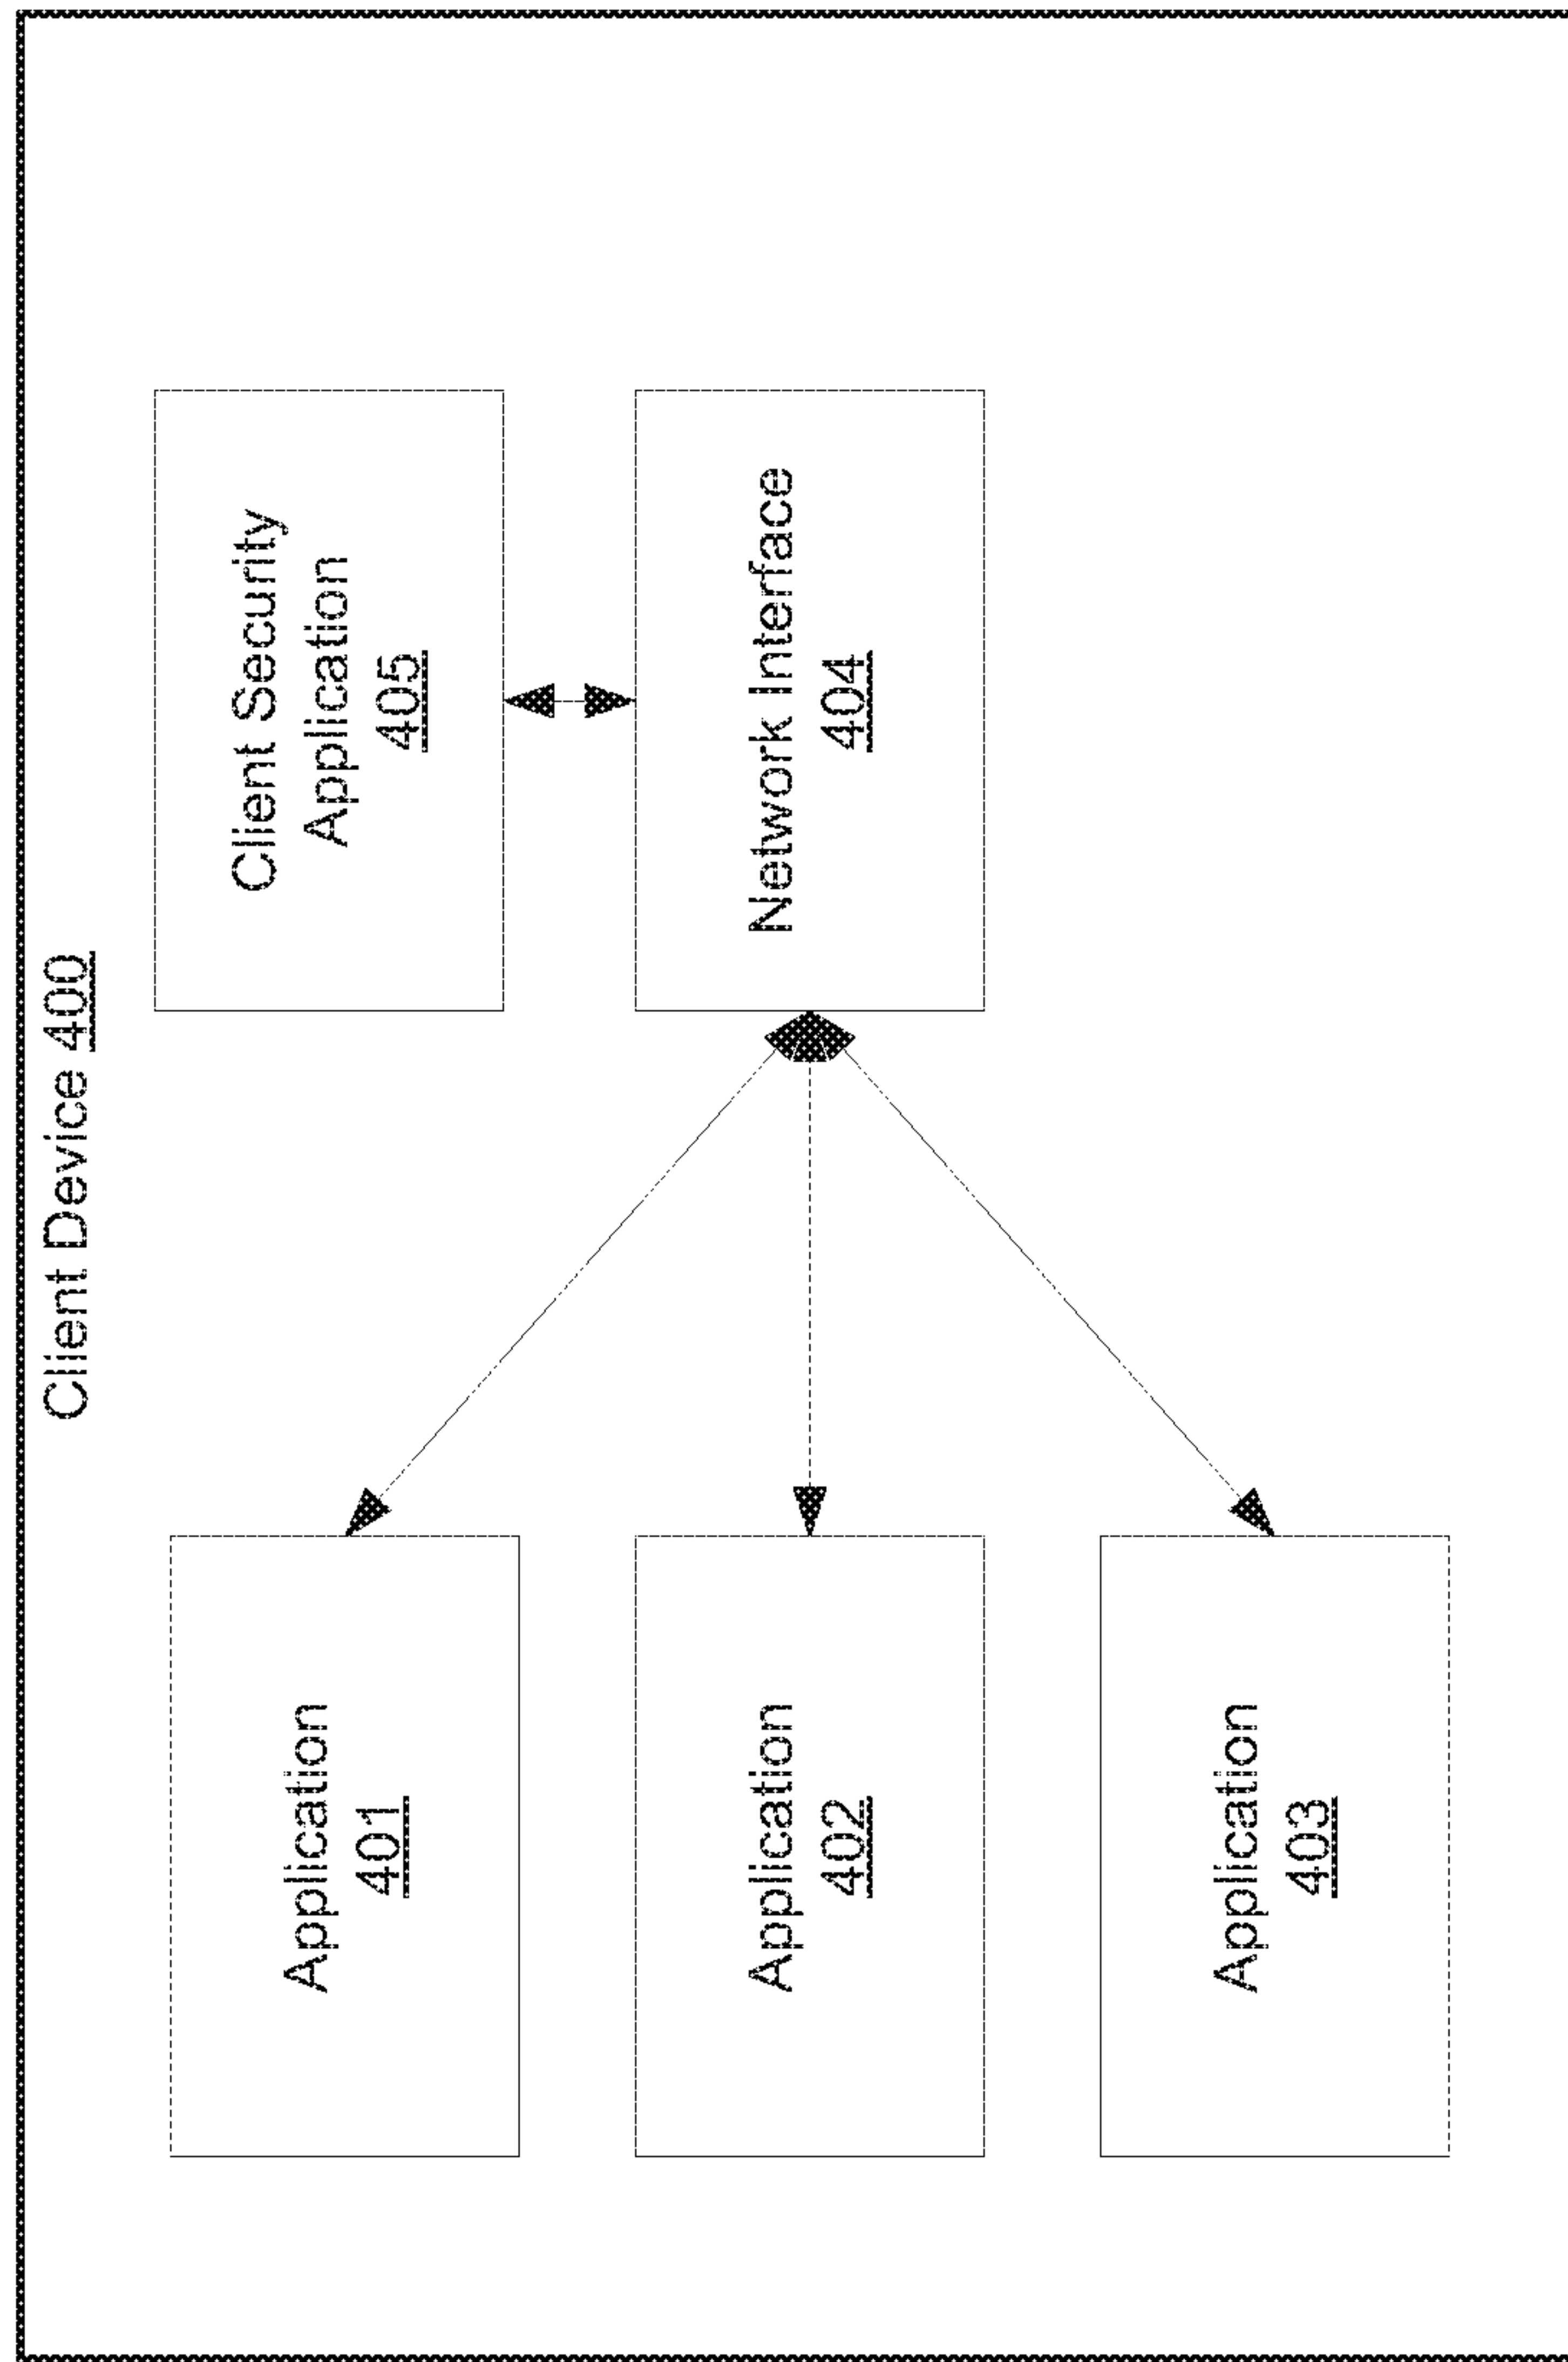 Client Device 400
Application
401
Application
402
Application
403
Client Security
Application
405
Network Interface
404